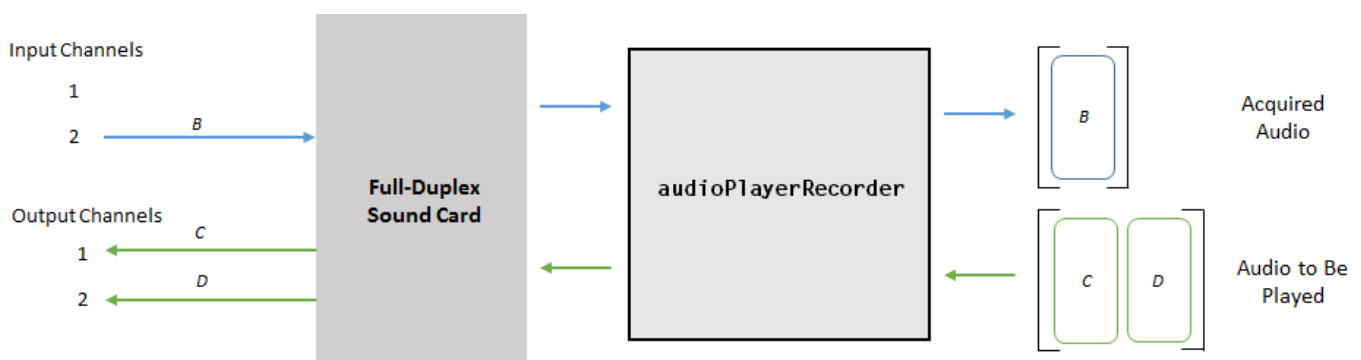 Input Channels
1
2
B
Output Channels
1
C
2
D
Full-Duplex
Sound Card
audioPlayerRecorder
B
Acquired
Audio
C
D
Audio to Be
Played